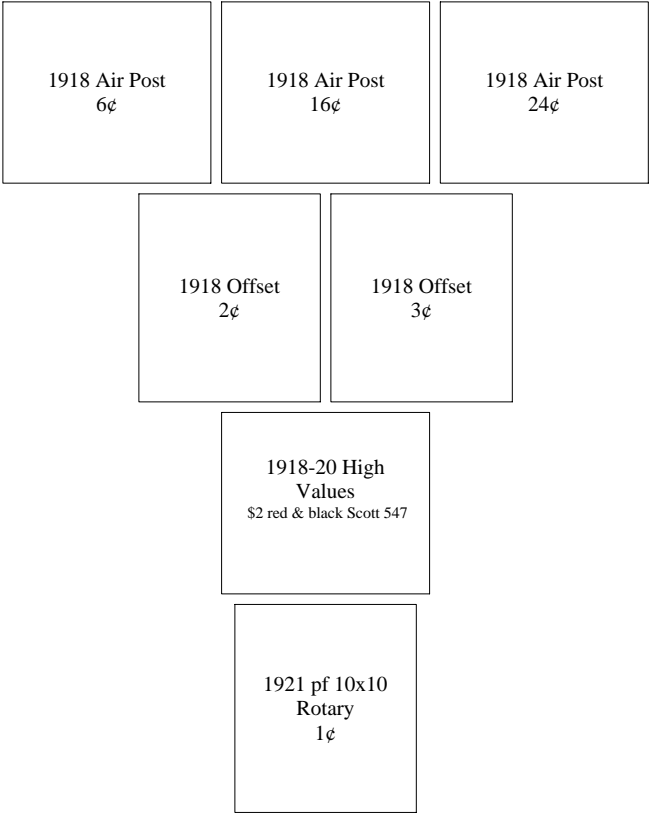 1918 Air Post
6¢
1918 Air Post
16¢
1918 Air Post
24¢
1918 Offset
2¢
1918 Offset
3¢
1918-20 High
Values
$2 red & black Scott 547
1921 pf 10x10
Rotary
1¢